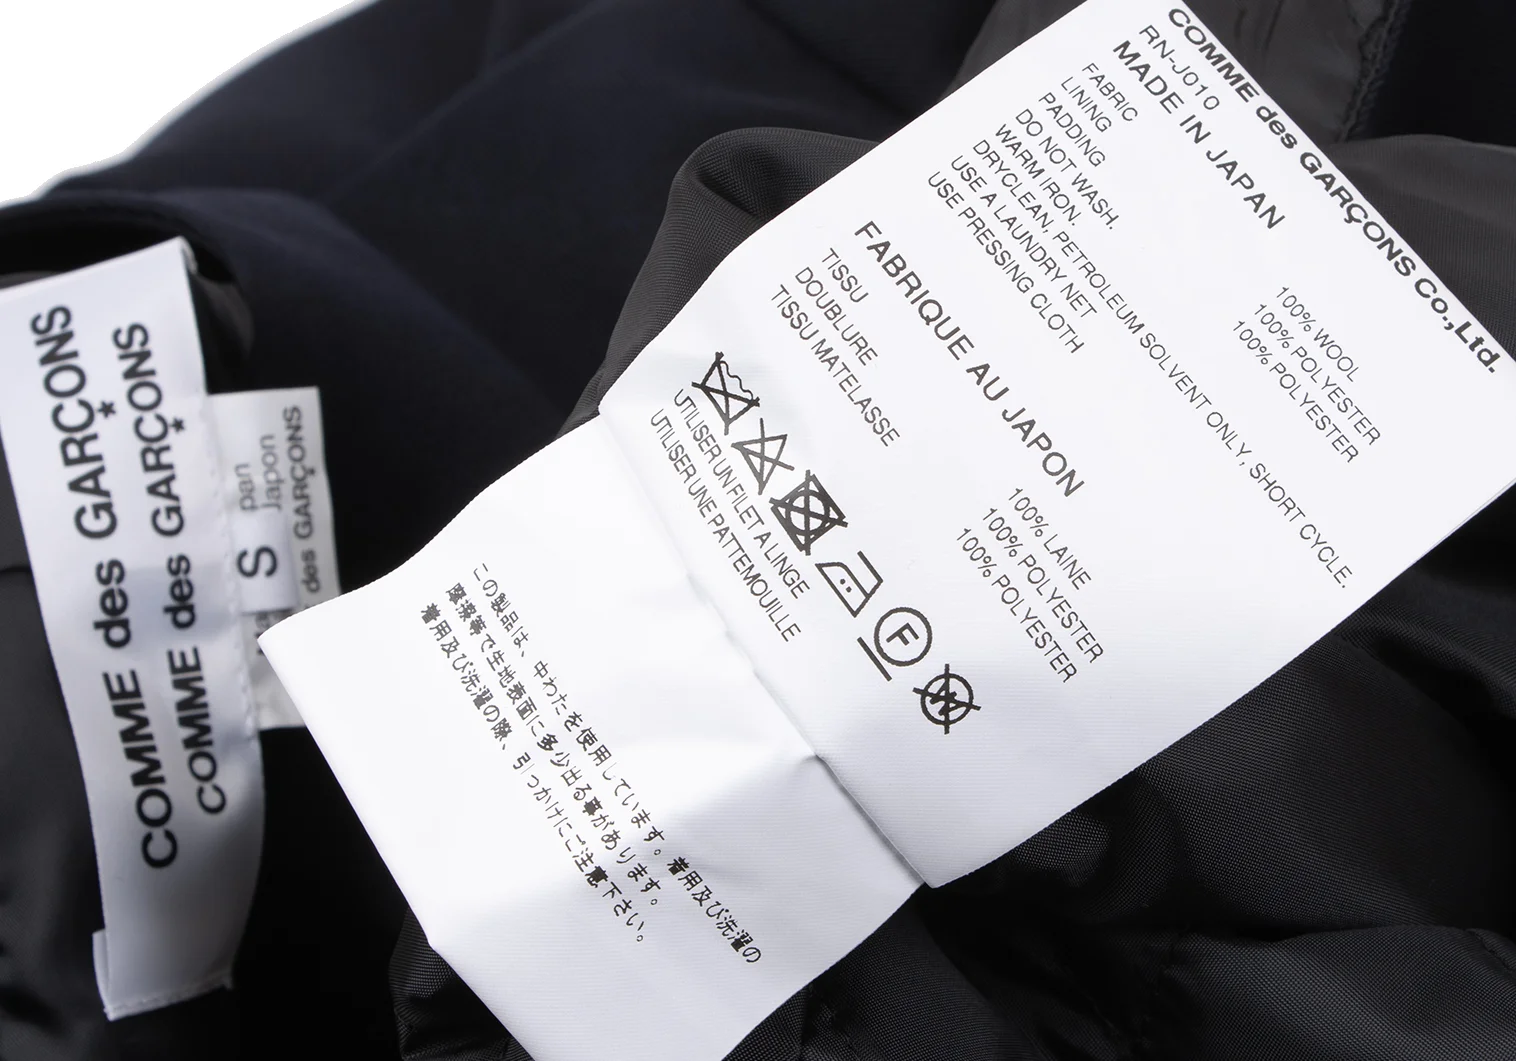 COMME des GARÇONS
COMME des GARÇONS
S
pan
Japon
des GARÇONS
COMME des GARÇONS Co.,Ltd.
RN-J010
MADE IN JAPAN
FABRIC 100% WOOL
LINING 100% POLYESTER
PADDING 100% POLYESTER
DO NOT WASH.
WARM IRON.
DRYCLEAN, PETROLEUM SOLVENT ONLY, SHORT CYCLE.
USE A LAUNDRY NET
USE PRESSING CLOTH
FABRIQUE AU JAPON
TISSU 100% LAINE
DOUBLURE 100% POLYESTER
TISSU MATELASSE 100% POLYESTER
F
W
UTILISER UN FILET A LINGE
UTILISER UNE PATTEMOUILLE
この製品は、中わたを使用しています。着用及び洗濯の
摩擦等で生地表面に多少出る事があります。
着用及び洗濯の際、引っかけにご注意下さい。